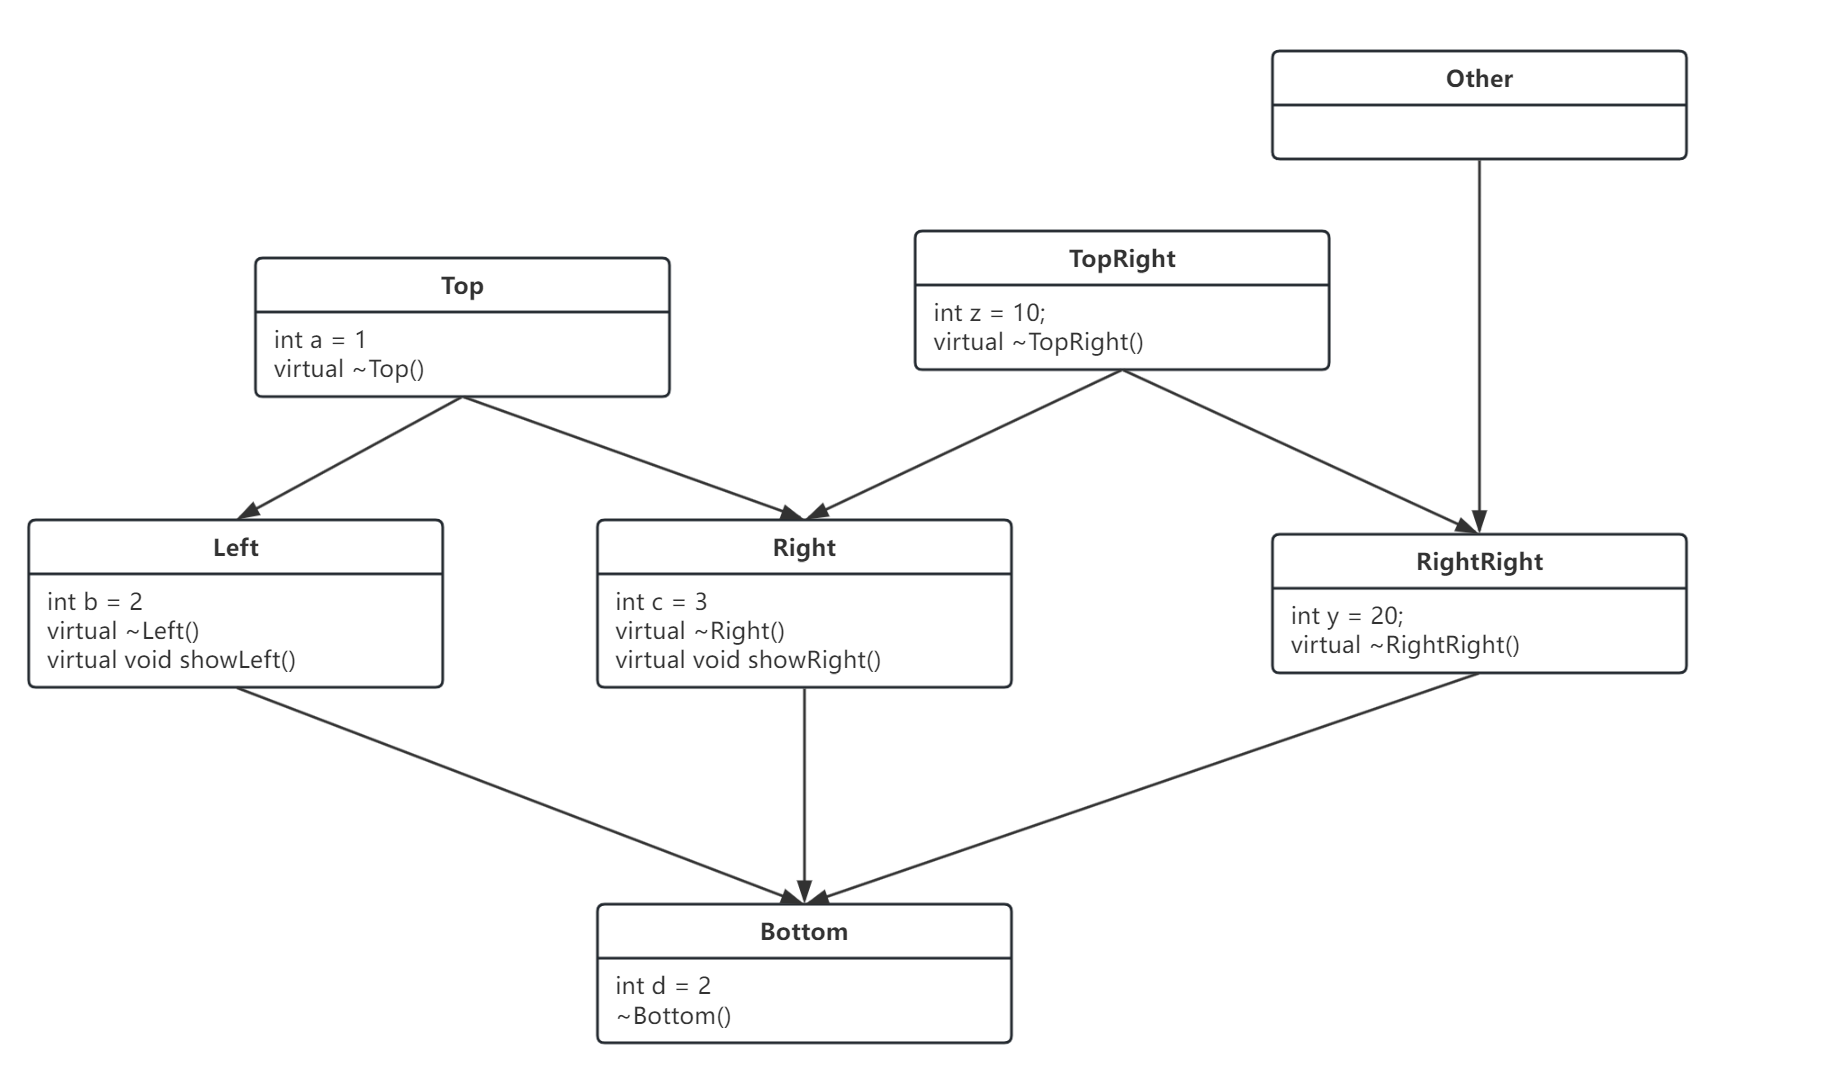 Other
TopRight
int z = 10;
virtual ~TopRight()
Top
int a = 1
virtual ~Top()
Left
int b = 2
virtual ~Left()
virtual void showLeft()
Right
int c = 3
virtual ~Right()
virtual void showRight()
RightRight
int y = 20;
virtual ~RightRight()
Bottom
int d = 2
~Bottom()